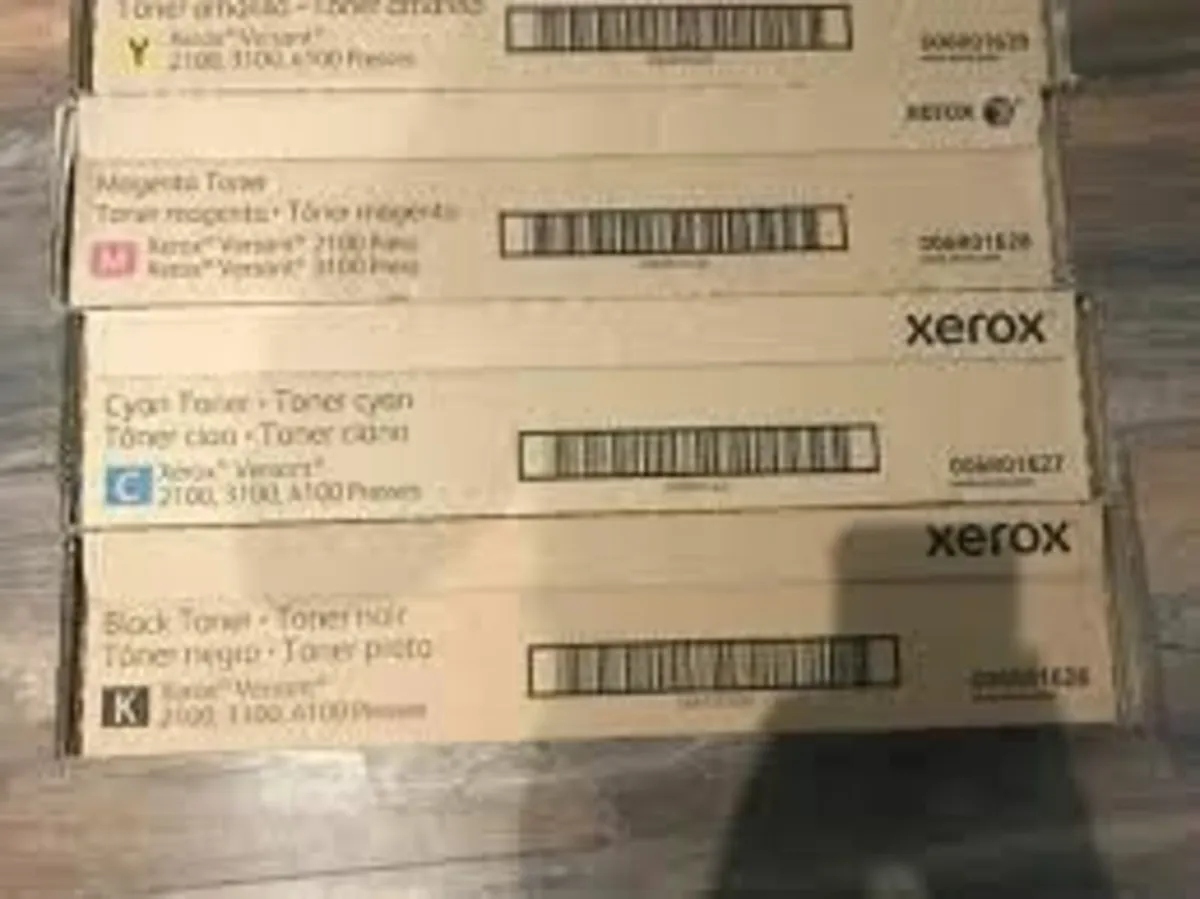 Toner amarillo • Toner amarelo
Y
Xerox® Versant®
2100, 3100, 4100 Presses
006R01629
xerox
Magenta Toner
Toner magenta • Tóner magenta
M
Xerox® Versant® 2100 Press
Xerox® Versant® 3100 Press
006R01628
xerox
Cyan Toner • Toner cyan
Tóner cian • Toner ciano
C
Xerox® Versant®
2100, 3100, 4100 Presses
006R01627
xerox
Black Toner • Toner noir
Tóner negro • Toner preto
K
Xerox® Versant®
2100, 3100, 4100 Presses
006R01626